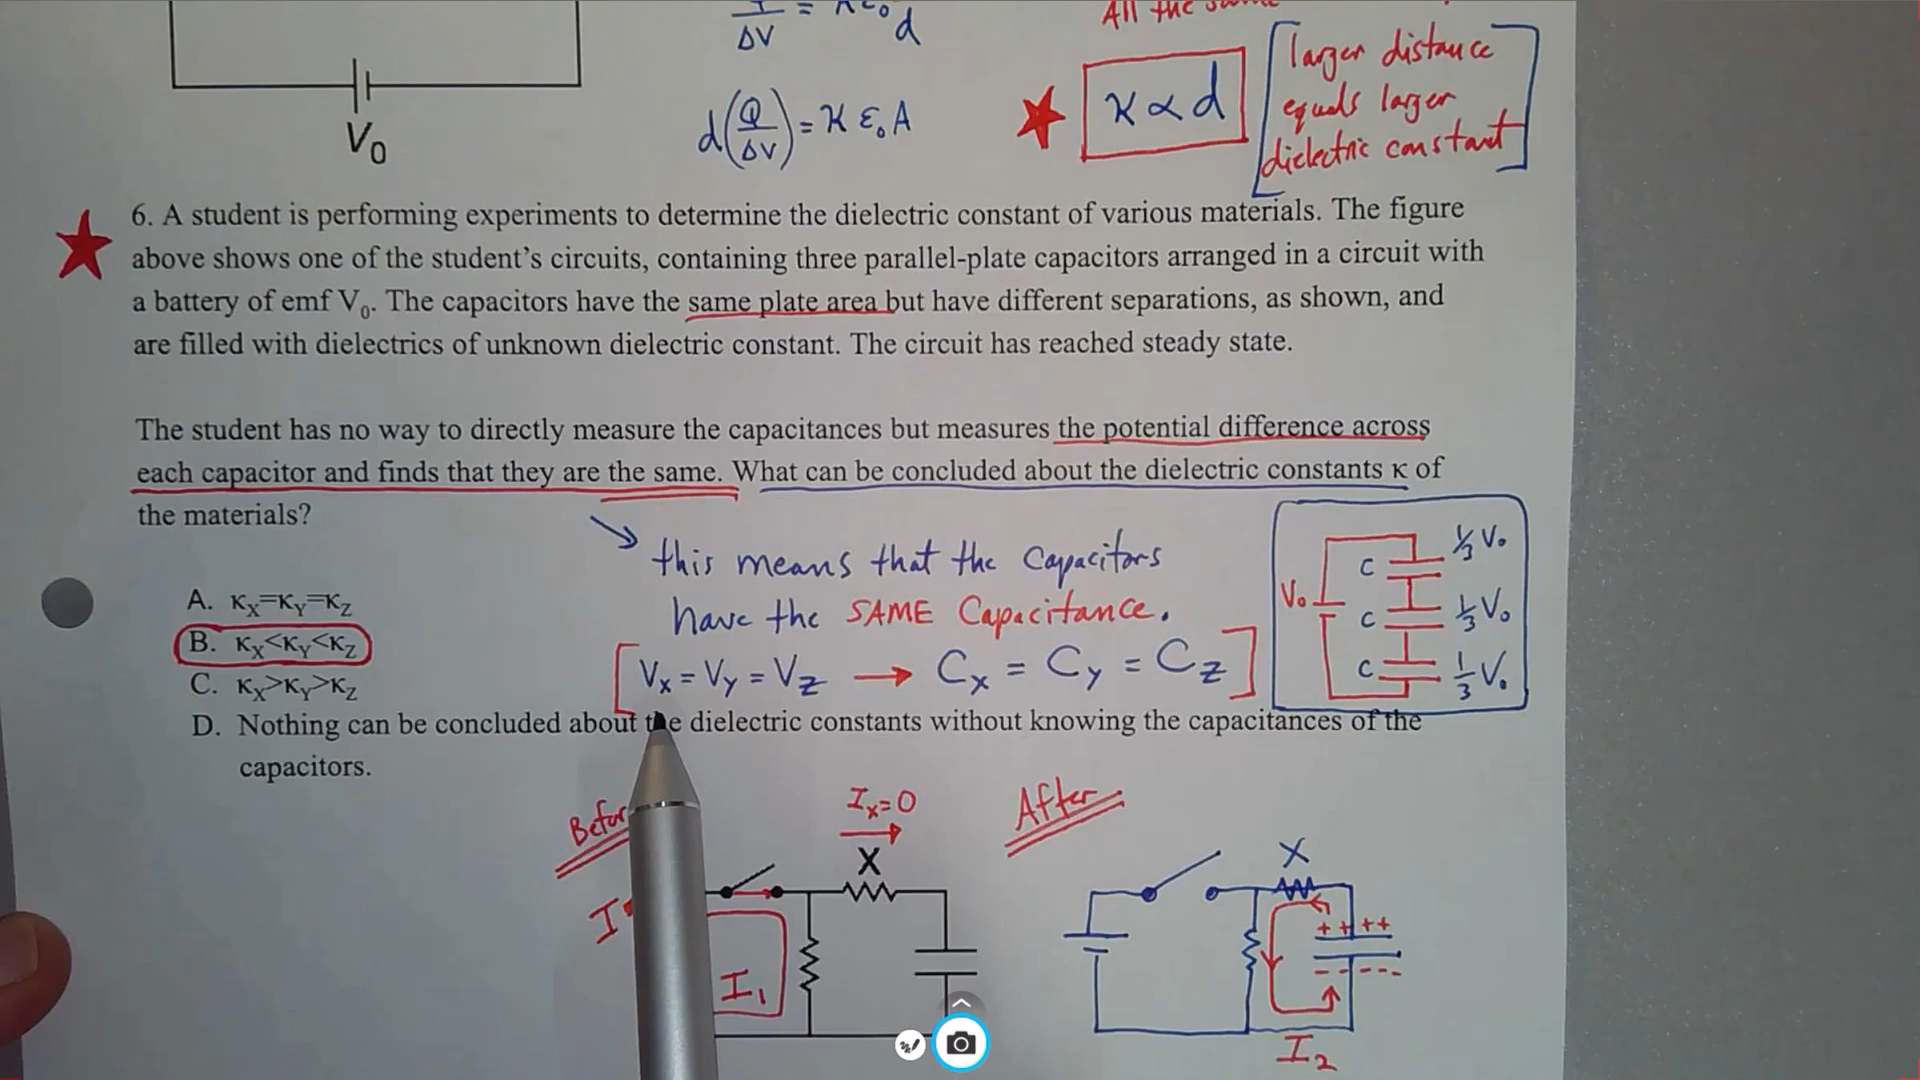 ΔV
= κε₀
d
All the same
d(Q/ΔV) = κ ε₀ A
κ ∝ d
larger distance
equals larger
dielectric constant
V₀
6. A student is performing experiments to determine the dielectric constant of various materials. The figure
above shows one of the student's circuits, containing three parallel-plate capacitors arranged in a circuit with
a battery of emf V₀. The capacitors have the same plate area but have different separations, as shown, and
are filled with dielectrics of unknown dielectric constant. The circuit has reached steady state.
The student has no way to directly measure the capacitances but measures the potential difference across
each capacitor and finds that they are the same. What can be concluded about the dielectric constants κ of
the materials?
this means that the capacitors
have the SAME Capacitance.
[Vx = Vy = Vz → Cx = Cy = Cz]
V₀
C ⅓ V₀
C ⅓ V₀
C ⅓ V₀
A. κX=κY=κZ
B. κX<κY<κZ
C. κX>κY>κZ
D. Nothing can be concluded about the dielectric constants without knowing the capacitances of the
capacitors.
Ix=0
After
X
X
I
I₁
++++
----
I₂